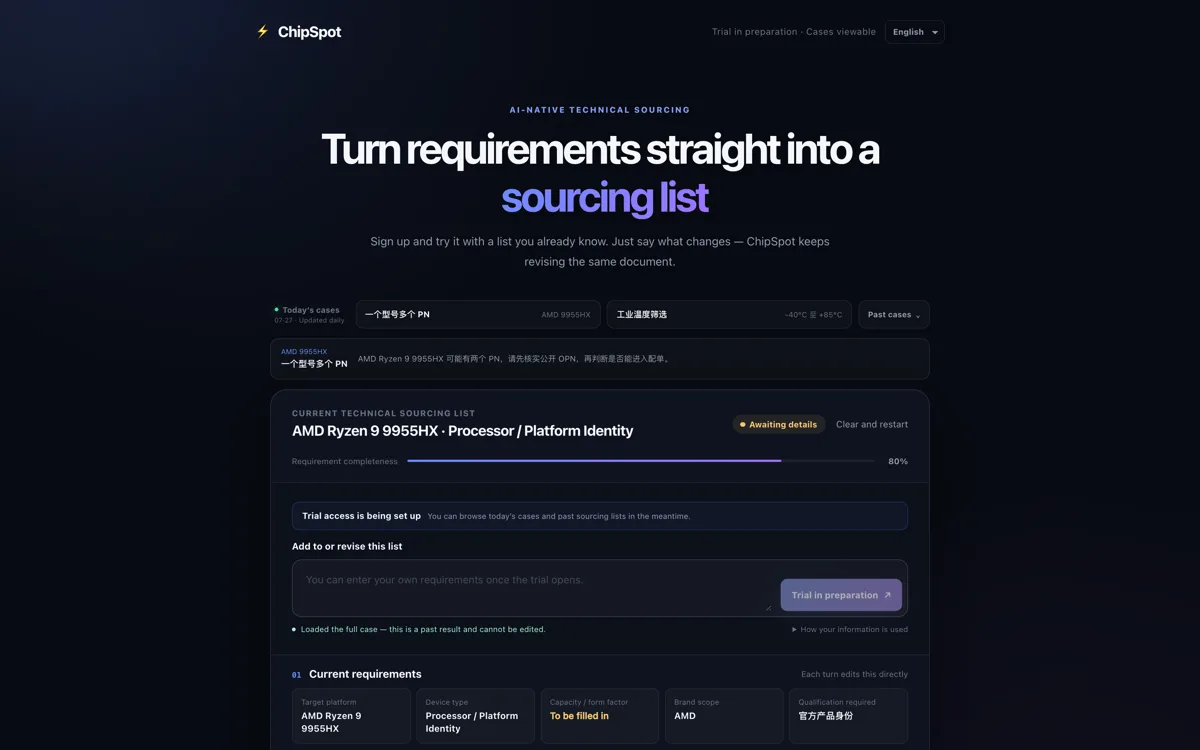 ⚡ ChipSpot
Trial in preparation · Cases viewable
English
AI-NATIVE TECHNICAL SOURCING
Turn requirements straight into a
sourcing list
Sign up and try it with a list you already know. Just say what changes — ChipSpot keeps
revising the same document.
Today's cases
07-27 · Updated daily
一个型号多个 PN
AMD 9955HX
工业温度筛选
-40°C 至 +85°C
Past cases
AMD 9955HX
一个型号多个 PN
AMD Ryzen 9 9955HX 可能有两个 PN，请先核实公开 OPN，再判断是否能进入配单。
CURRENT TECHNICAL SOURCING LIST
AMD Ryzen 9 9955HX · Processor / Platform Identity
Awaiting details
Clear and restart
Requirement completeness
80%
Trial access is being set up
You can browse today's cases and past sourcing lists in the meantime.
Add to or revise this list
You can enter your own requirements once the trial opens.
Trial in preparation ↗
Loaded the full case — this is a past result and cannot be edited.
▶ How your information is used
01 Current requirements
Each turn edits this directly
Target platform
AMD Ryzen 9
9955HX
Device type
Processor / Platform
Identity
Capacity / form factor
To be filled in
Brand scope
AMD
Qualification required
官方产品身份